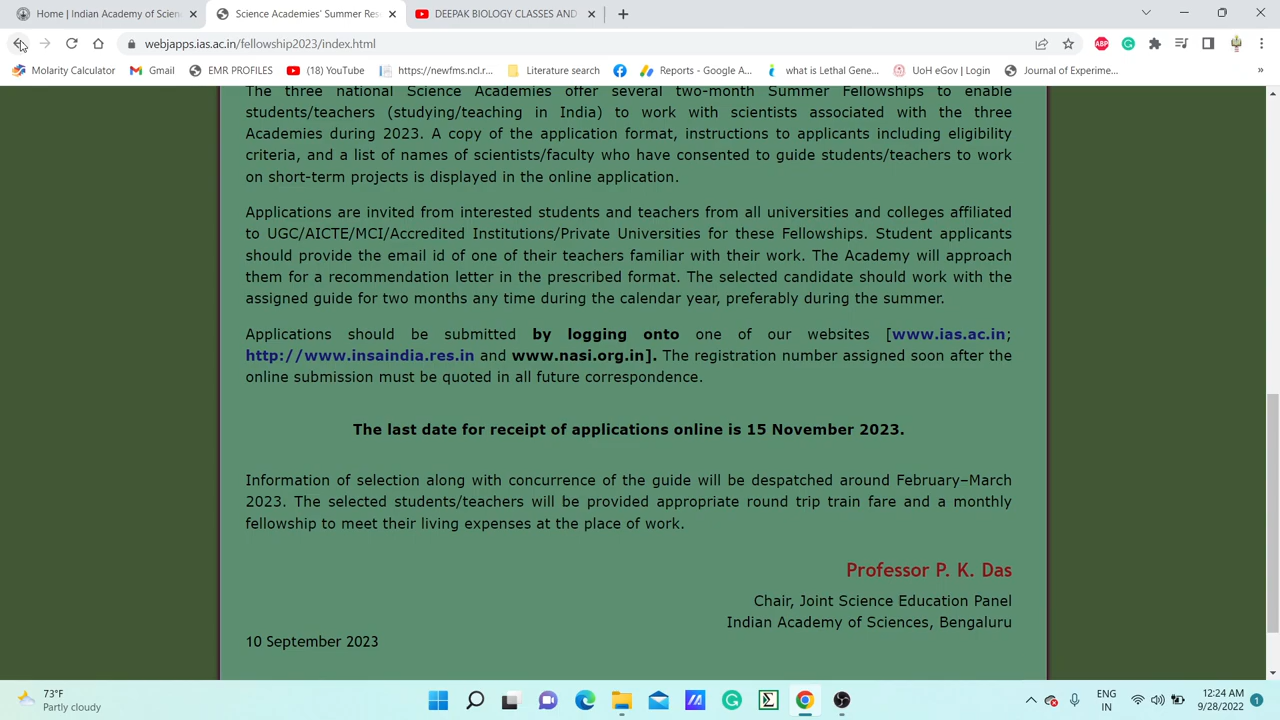 Home | Indian Academy of Scien
Science Academies' Summer Res
DEEPAK BIOLOGY CLASSES AND
webjapps.ias.ac.in/fellowship2023/index.html
ABP
Molarity Calculator
Gmail
EMR PROFILES
(18) YouTube
https://newfms.ncl.r...
Literature search
Reports - Google A...
what is Lethal Gene...
UoH eGov | Login
Journal of Experime...
»
The three national Science Academies offer several two-month Summer Fellowships to enable
students/teachers (studying/teaching in India) to work with scientists associated with the three
Academies during 2023. A copy of the application format, instructions to applicants including eligibility
criteria, and a list of names of scientists/faculty who have consented to guide students/teachers to work
on short-term projects is displayed in the online application.
Applications are invited from interested students and teachers from all universities and colleges affiliated
to UGC/AICTE/MCI/Accredited Institutions/Private Universities for these Fellowships. Student applicants
should provide the email id of one of their teachers familiar with their work. The Academy will approach
them for a recommendation letter in the prescribed format. The selected candidate should work with the
assigned guide for two months any time during the calendar year, preferably during the summer.
Applications should be submitted by logging onto one of our websites [www.ias.ac.in;
http://www.insaindia.res.in and www.nasi.org.in]. The registration number assigned soon after the
online submission must be quoted in all future correspondence.
The last date for receipt of applications online is 15 November 2023.
Information of selection along with concurrence of the guide will be despatched around February–March
2023. The selected students/teachers will be provided appropriate round trip train fare and a monthly
fellowship to meet their living expenses at the place of work.
Professor P. K. Das
Chair, Joint Science Education Panel
Indian Academy of Sciences, Bengaluru
10 September 2023
73°F
Partly cloudy
ENG
IN
12:24 AM
9/28/2022
1